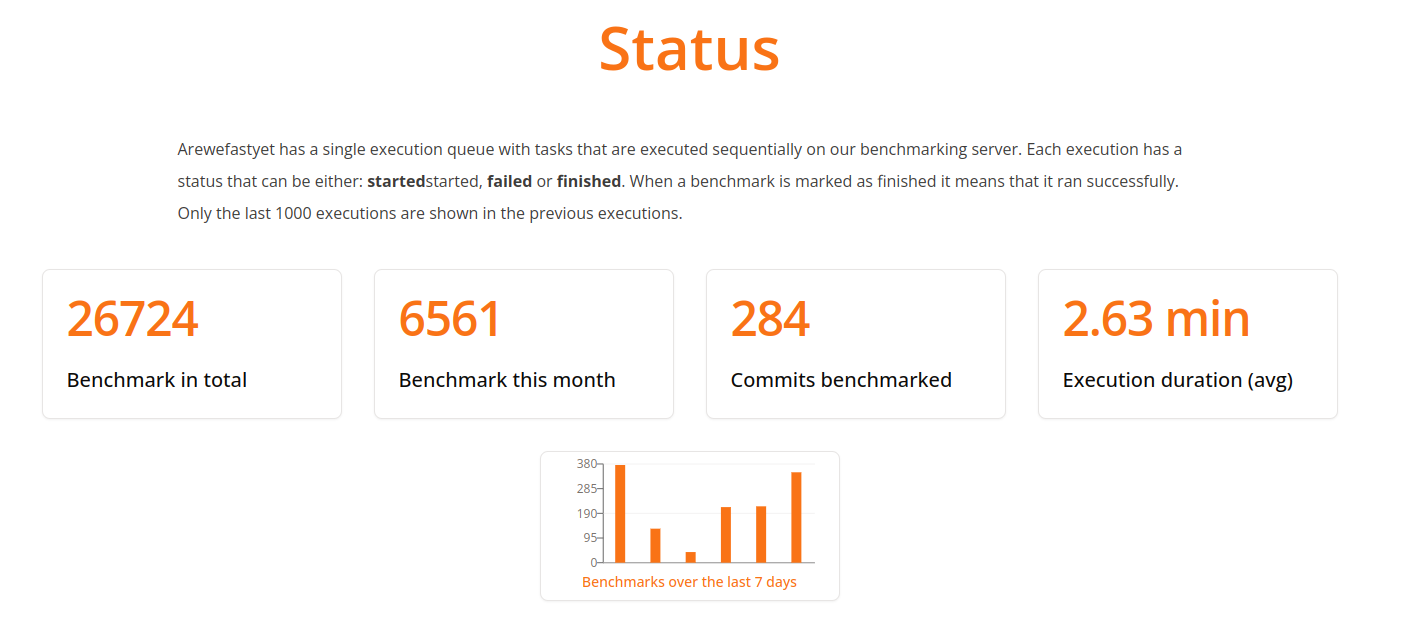 Status
Arewefastyet has a single execution queue with tasks that are executed sequentially on our benchmarking server. Each execution has a
status that can be either: startedstarted, failed or finished. When a benchmark is marked as finished it means that it ran successfully.
Only the last 1000 executions are shown in the previous executions.
26724
Benchmark in total
6561
Benchmark this month
284
Commits benchmarked
2.63 min
Execution duration (avg)
380
285
190
95
0
Benchmarks over the last 7 days